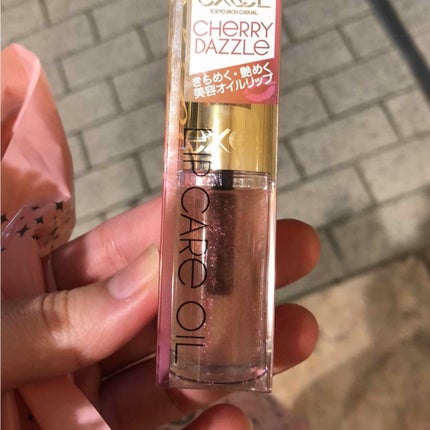 TOKYO RICH CASUAL
CHERRY
DAZZLE
きらめく・艶めく
美容オイルリップ
LIP CARE OIL